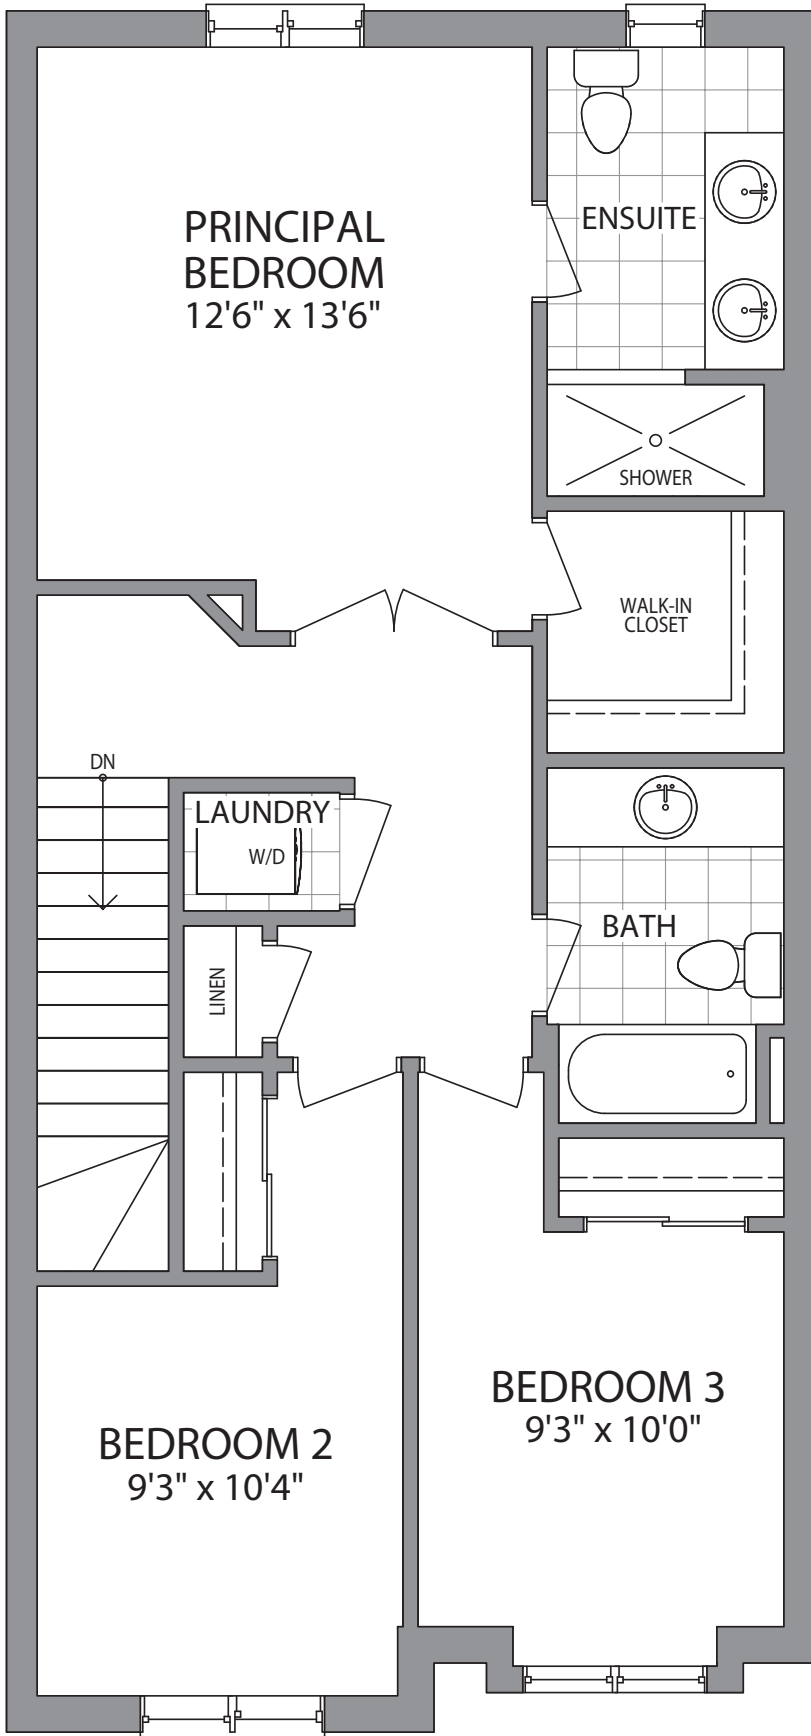 PRINCIPAL
BEDROOM
12'6" x 13'6"
ENSUITE
SHOWER
WALK-IN
CLOSET
DN
LAUNDRY
W/D
LINEN
BATH
BEDROOM 3
9'3" x 10'0"
BEDROOM 2
9'3" x 10'4"